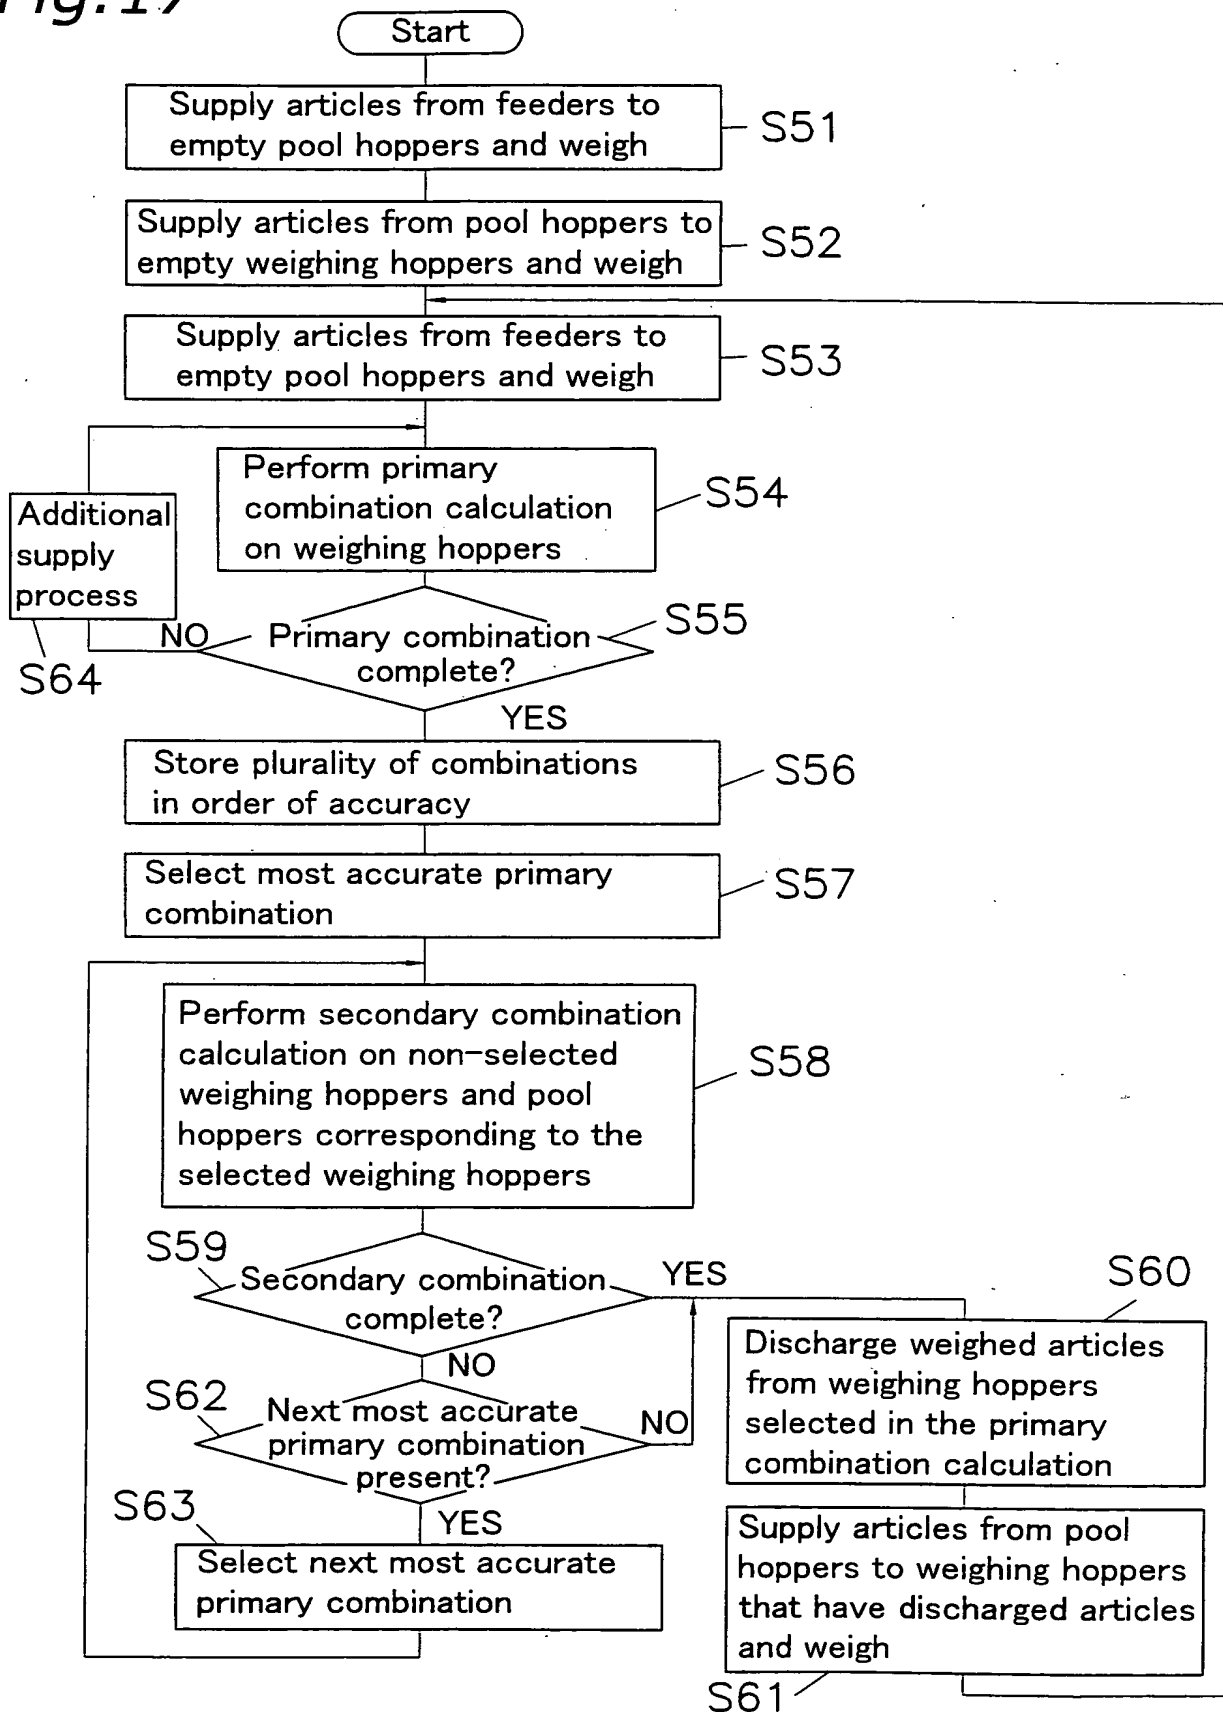 Fig.17
Start
Supply articles from feeders to
empty pool hoppers and weigh
S51
Supply articles from pool hoppers to
empty weighing hoppers and weigh
S52
Supply articles from feeders to
empty pool hoppers and weigh
S53
Perform primary
combination calculation
on weighing hoppers
S54
Additional
supply
process
S64
NO
Primary combination
complete?
S55
YES
Store plurality of combinations
in order of accuracy
S56
Select most accurate primary
combination
S57
Perform secondary combination
calculation on non-selected
weighing hoppers and pool
hoppers corresponding to the
selected weighing hoppers
S58
S59
Secondary combination
complete?
YES
NO
S60
Discharge weighed articles
from weighing hoppers
selected in the primary
combination calculation
S62
Next most accurate
primary combination
present?
NO
YES
S63
Select next most accurate
primary combination
Supply articles from pool
hoppers to weighing hoppers
that have discharged articles
and weigh
S61